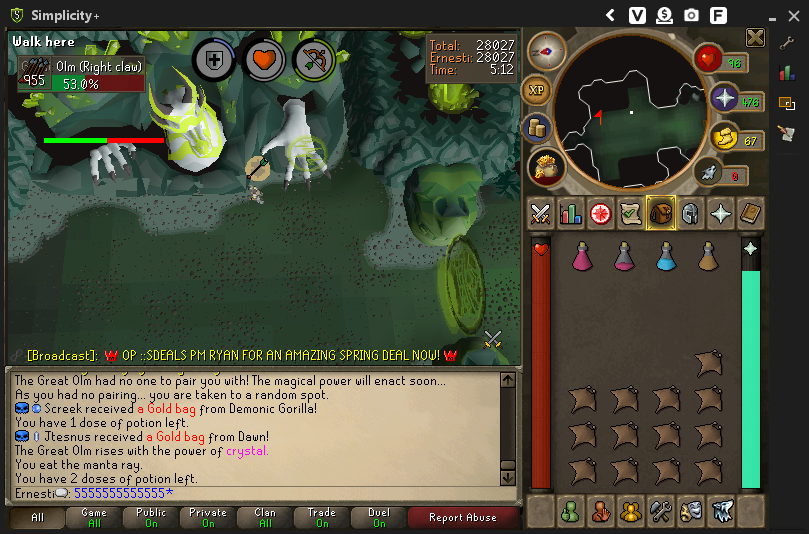 Simplicity+
V
F
Walk here
Great Olm (Right claw)
955
53.0%
Total: 28027
Ernesti: 28027
Time: 5:12
XP
96
476
67
0
[Broadcast]: OP ::SDEALS PM RYAN FOR AN AMAZING SPRING DEAL NOW!
The Great Olm had no one to pair you with! The magical power will enact soon...
As you had no pairing... you are taken to a random spot.
Screek received a Gold bag from Demonic Gorilla!
You have 1 dose of potion left.
Jtesnus received a Gold bag from Dawn!
The Great Olm rises with the power of crystal.
You eat the manta ray.
You have 2 doses of potion left.
Ernesti: 5555555555555*
All
Game
All
Public
On
Private
On
Clan
All
Trade
On
Duel
On
Report Abuse